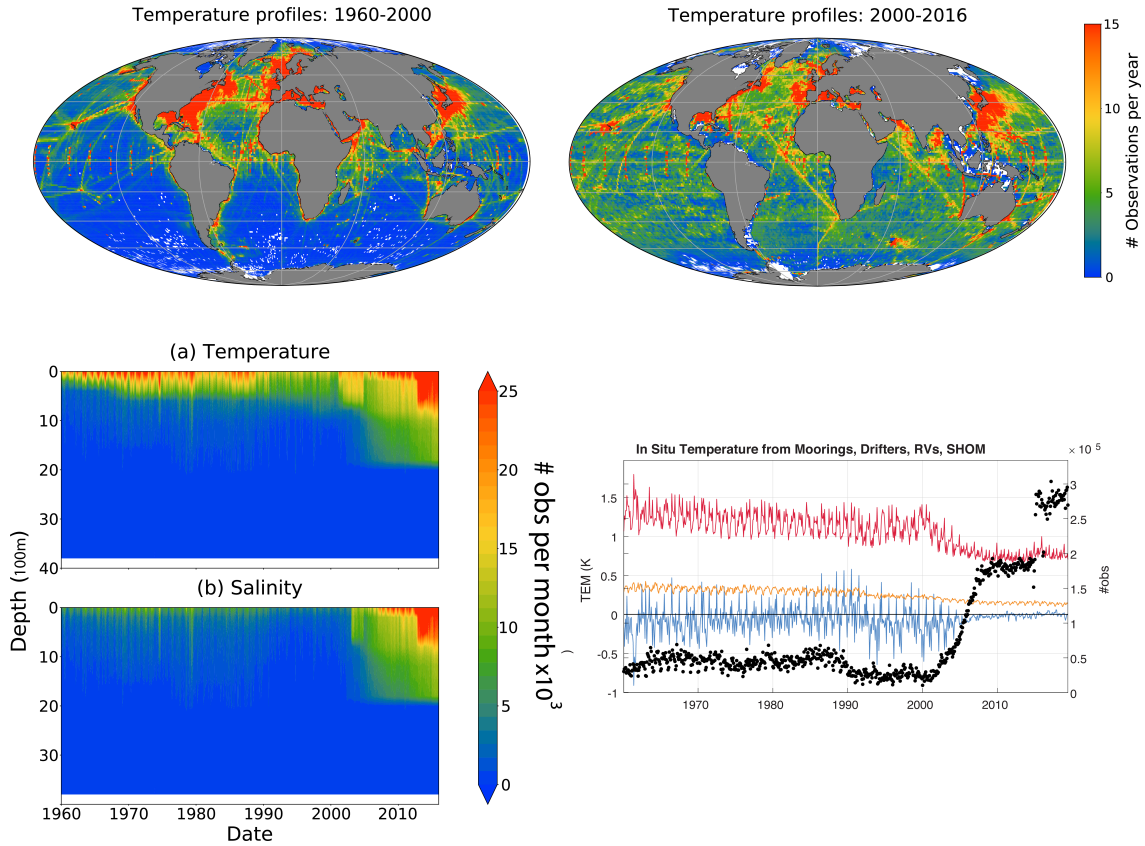 Temperature profiles: 1960-2000
Temperature profiles: 2000-2016
15
10
5
0
# Observations per year
(a) Temperature
0
10
20
30
40
(b) Salinity
0
10
20
30
Depth (100m)
1960 1970 1980 1990 2000 2010
Date
25
20
15
10
5
0
# obs per month x10³
In Situ Temperature from Moorings, Drifters, RVs, SHOM
× 10 5
1.5
1
0.5
0
-0.5
-1
TEM (K
)
3
2.5
2
1.5
1
0.5
0
#obs
1970 1980 1990 2000 2010